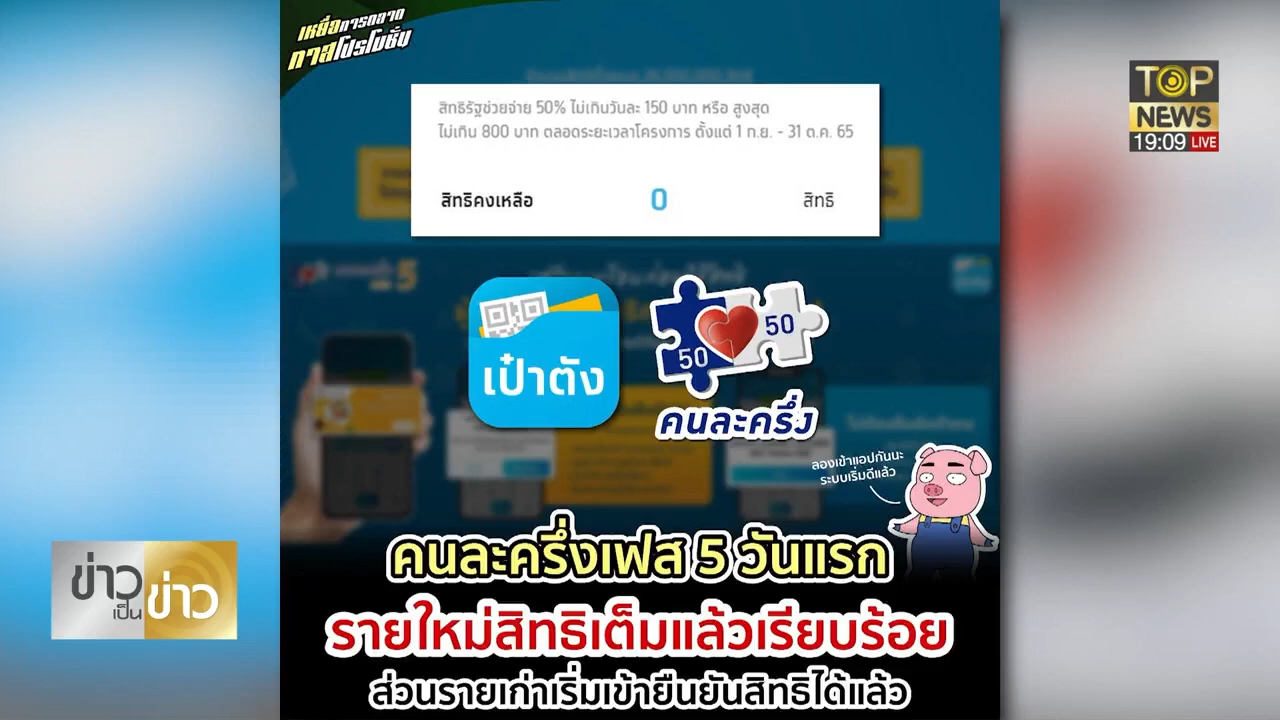 เหยื่อการตลาด
ทาสโปรโมชั่น
TOP
NEWS
19:09 LIVE
สิทธิรัฐช่วยจ่าย 50% ไม่เกินวันละ 150 บาท หรือ สูงสุด
ไม่เกิน 800 บาท ตลอดระยะเวลาโครงการ ตั้งแต่ 1 ก.ย. - 31 ต.ค. 65
สิทธิคงเหลือ 0 สิทธิ
5
เป๋าตัง
50 50
คนละครึ่ง
ลองเข้าแอปกันนะ
ระบบเริ่มดีแล้ว
ข่าว
เป็น
ข่าว
คนละครึ่งเฟส 5 วันแรก
รายใหม่สิทธิเต็มแล้วเรียบร้อย
ส่วนรายเก่าเริ่มเข้ายืนยันสิทธิได้แล้ว